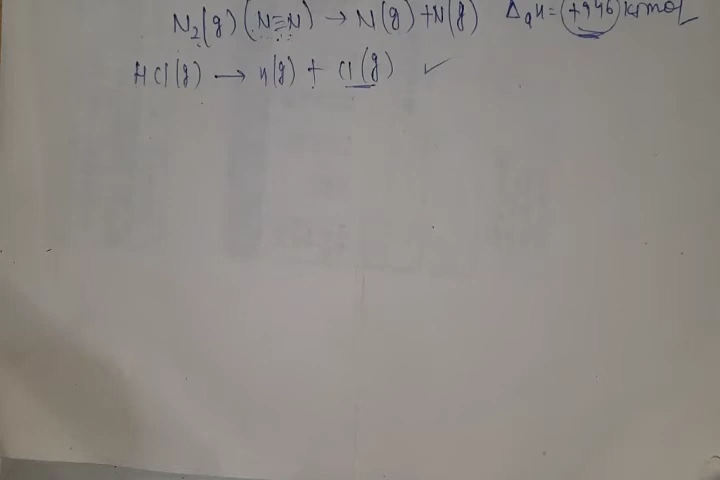 N₂(g) (N≡N) → N(g) + N(g) ΔₐH = (+946) kJ mol
HCl(g) → H(g) + Cl(g) ✓